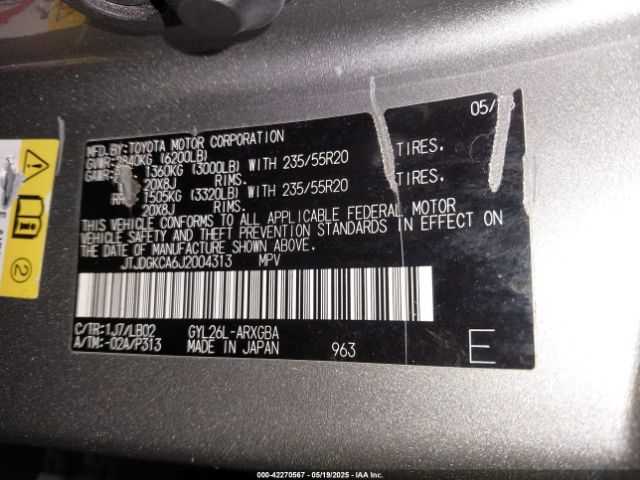 05/
MFD.BY:TOYOTA MOTOR CORPORATION
GVWR:2840KG (6200LB)
GAWR: 1360KG (3000LB) WITH 235/55R20 TIRES.
20X8J RIMS.
RR 1505KG (3320LB) WITH 235/55R20 TIRES.
20X8J RIMS.
THIS VEHICLE CONFORMS TO ALL APPLICABLE FEDERAL MOTOR
VEHICLE SAFETY AND THEFT PREVENTION STANDARDS IN EFFECT ON
THE DATE OF MANUFACTURE SHOWN ABOVE.
JTJDGKCA6J2004313 MPV
C/TR:1J7/LB02 GYL26L-ARXGBA
A/TM:-02A/P313 MADE IN JAPAN 963 E
2
000-42270567 - 05/19/2025 - IAA Inc.